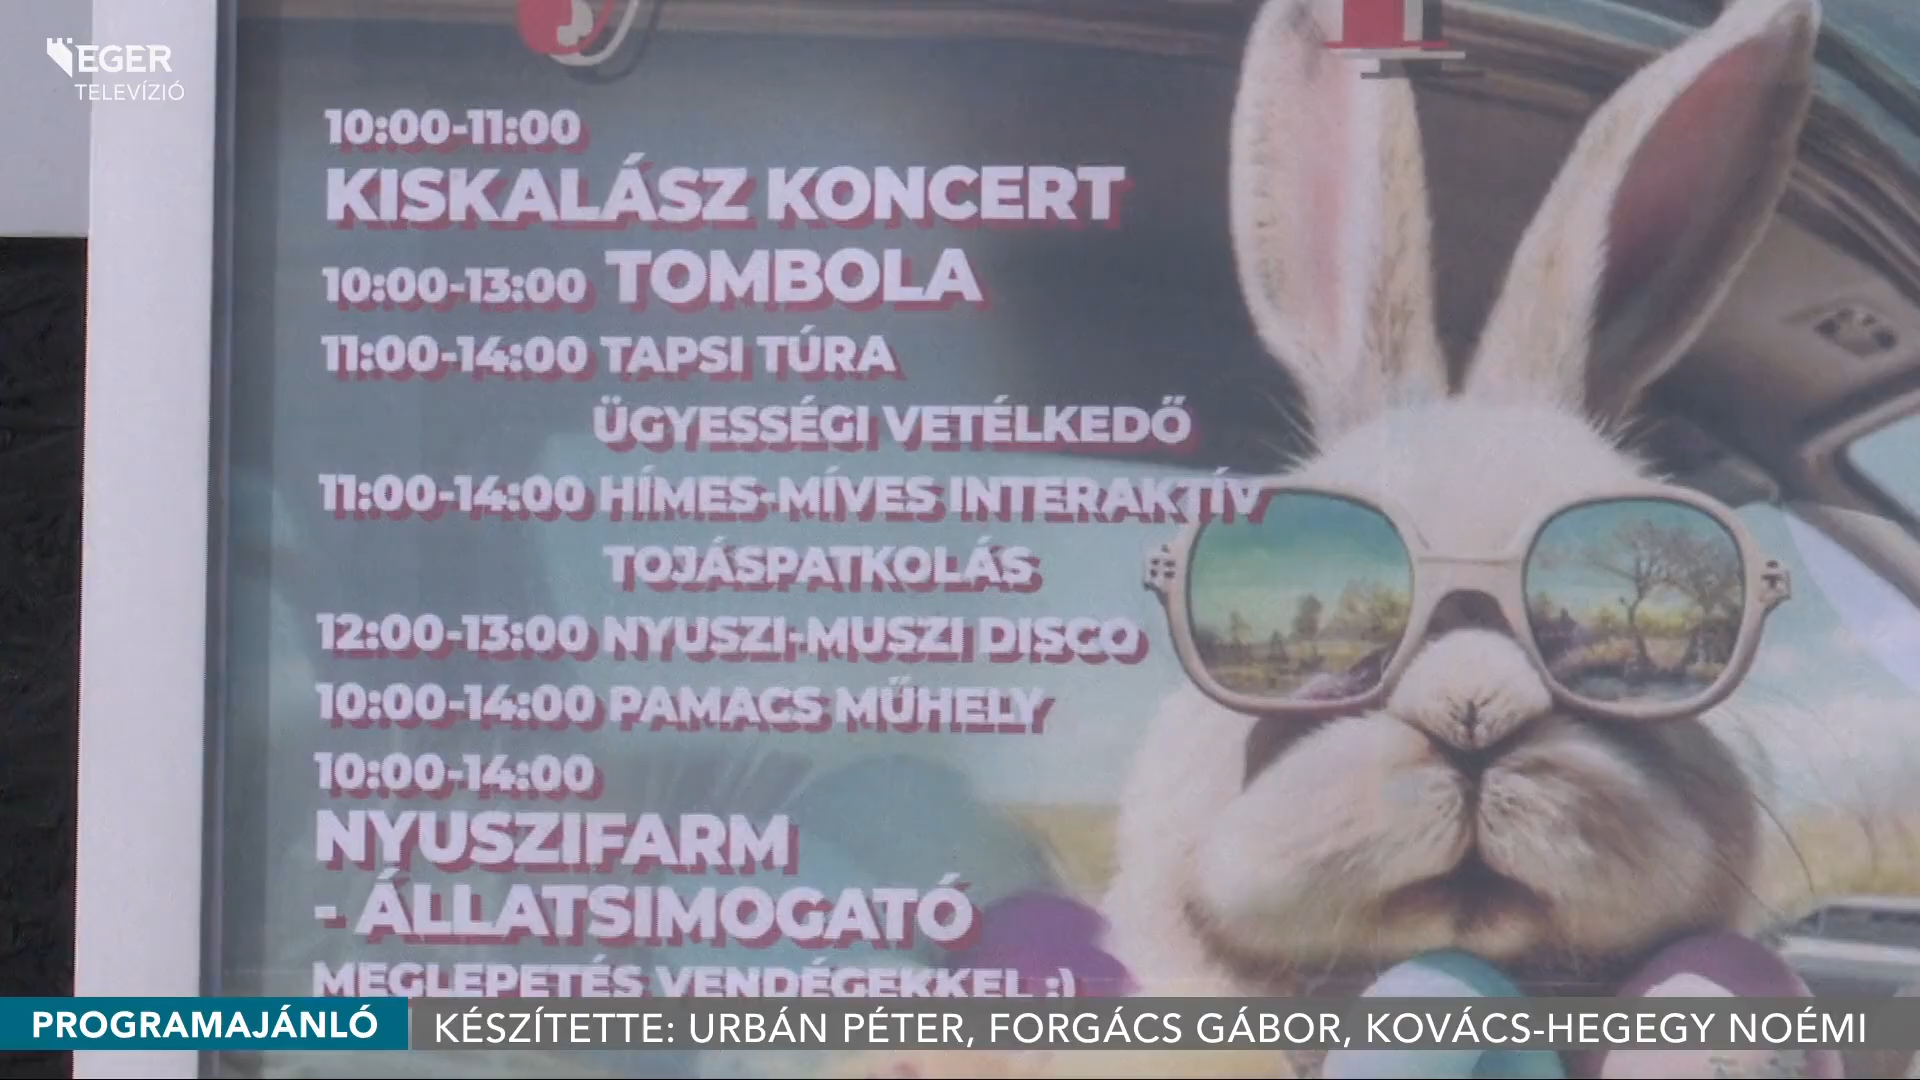 EGER
TELEVÍZIÓ
10:00-11:00
KISKALÁSZ KONCERT
10:00-13:00 TOMBOLA
11:00-14:00 TAPSI TÚRA
ÜGYESSÉGI VETÉLKEDŐ
11:00-14:00 HÍMES-MÍVES INTERAKTÍV
TOJÁSPATKOLÁS
12:00-13:00 NYUSZI-MUSZI DISCO
10:00-14:00 PAMACS MŰHELY
10:00-14:00
NYUSZIFARM
- ÁLLATSIMOGATÓ
MEGLEPETÉS VENDÉGEKKEL :)
PROGRAMAJÁNLÓ
KÉSZÍTETTE: URBÁN PÉTER, FORGÁCS GÁBOR, KOVÁCS-HEGEGY NOÉMI